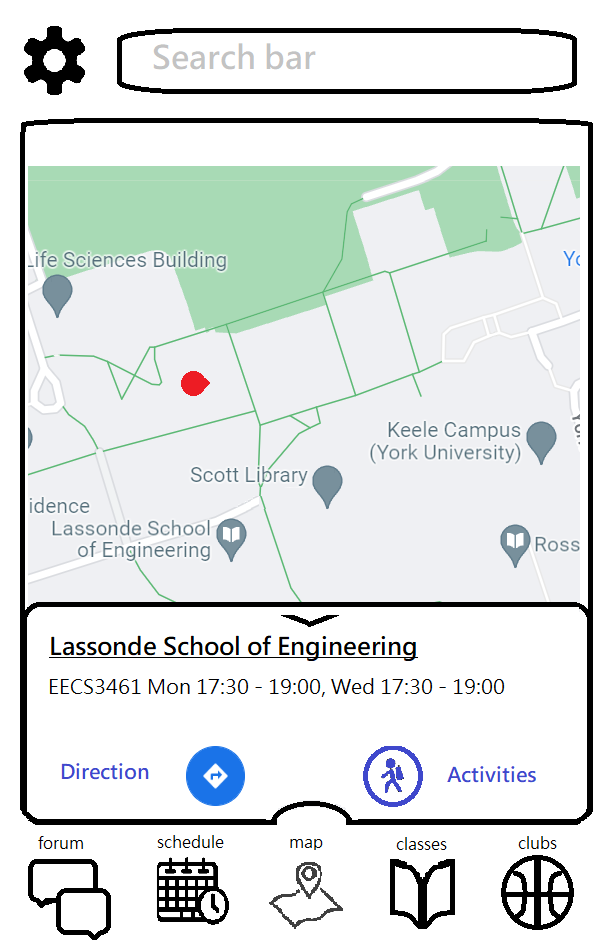 Search bar
Life Sciences Building
Yo
Keele Campus
(York University)
Scott Library
idence
Lassonde School
of Engineering
Ross
Lassonde School of Engineering
EECS3461 Mon 17:30 - 19:00, Wed 17:30 - 19:00
Direction
Activities
forum
schedule
map
classes
clubs